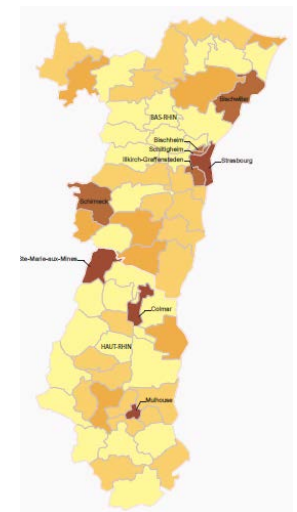 Bischwiller
BAS-RHIN
Bischheim
Schiltigheim
Illkirch-Graffenstaden
Strasbourg
Schirmeck
Ste-Marie-aux-Mines
Colmar
HAUT-RHIN
Mulhouse